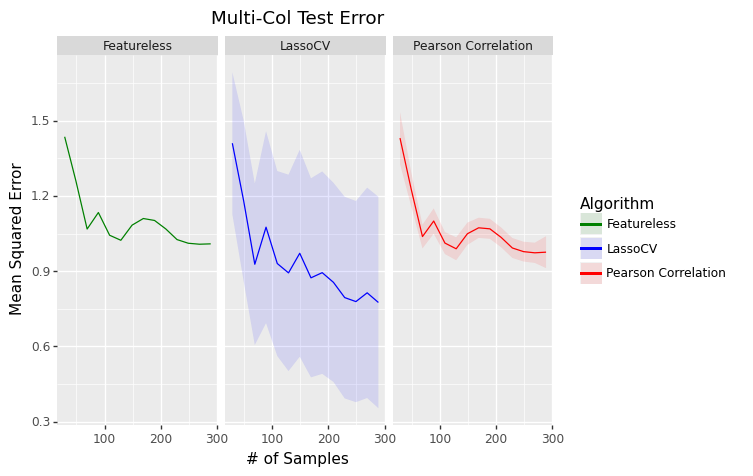 Multi-Col Test Error
Featureless LassoCV Pearson Correlation
Mean Squared Error
1.5
1.2
0.9
0.6
0.3
100 200 300 100 200 300 100 200 300
# of Samples
Algorithm
Featureless
LassoCV
Pearson Correlation